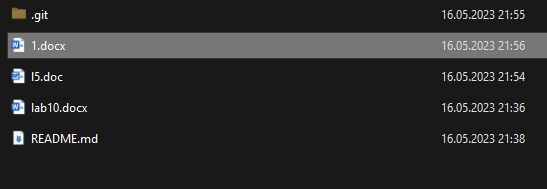 .git 16.05.2023 21:55
1.docx 16.05.2023 21:56
l5.doc 16.05.2023 21:54
lab10.docx 16.05.2023 21:36
README.md 16.05.2023 21:38